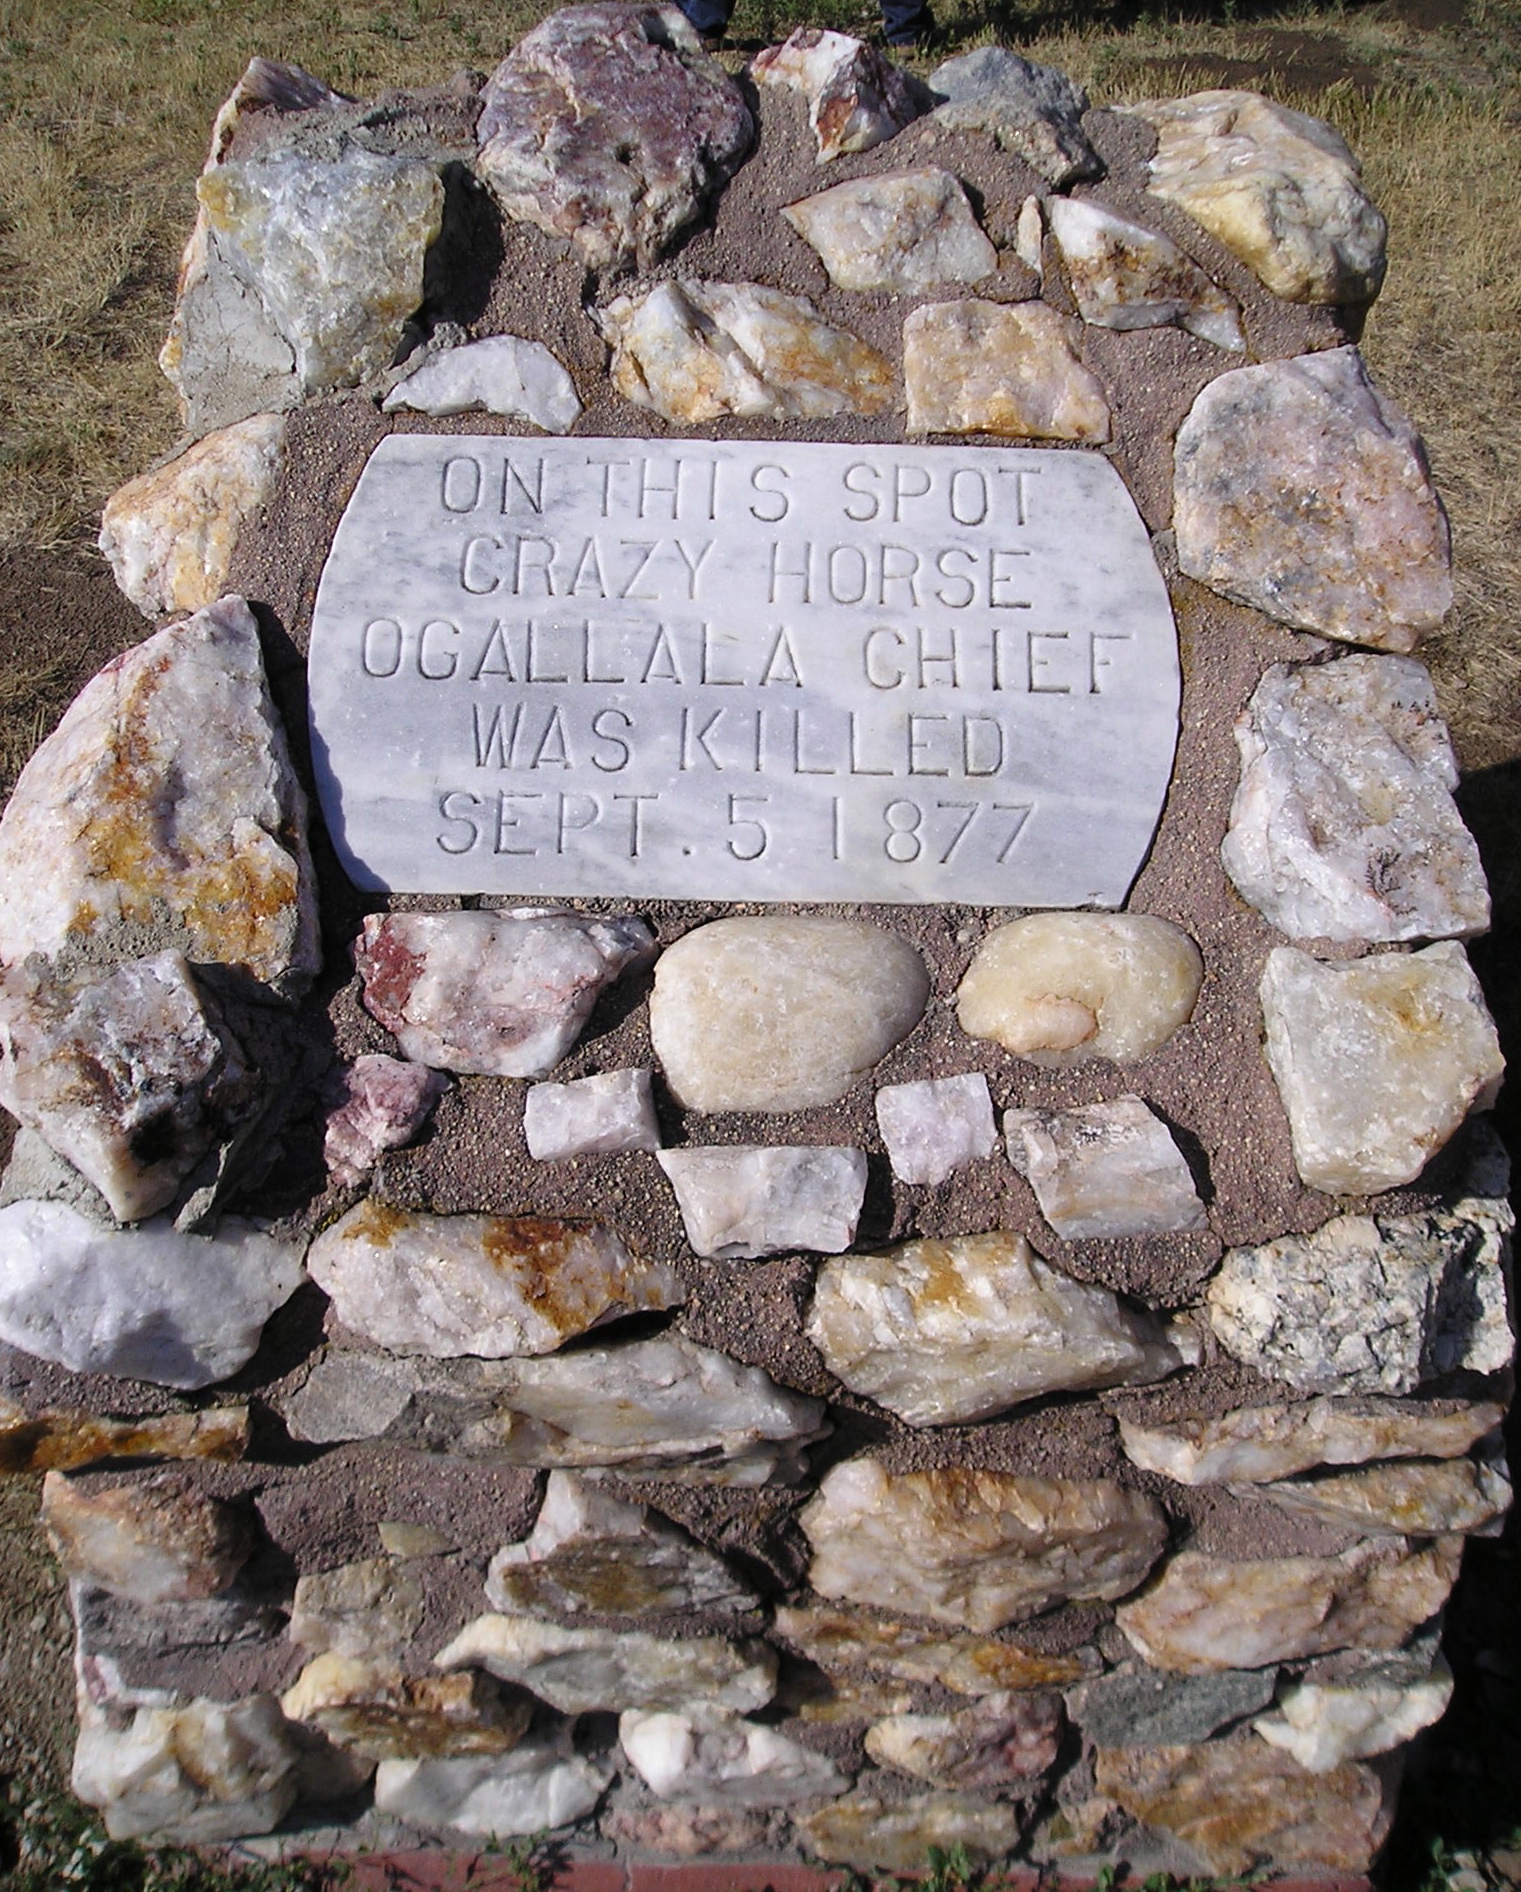 ON THIS SPOT
CRAZY HORSE
OGALLALA CHIEF
WAS KILLED
SEPT. 5 1877